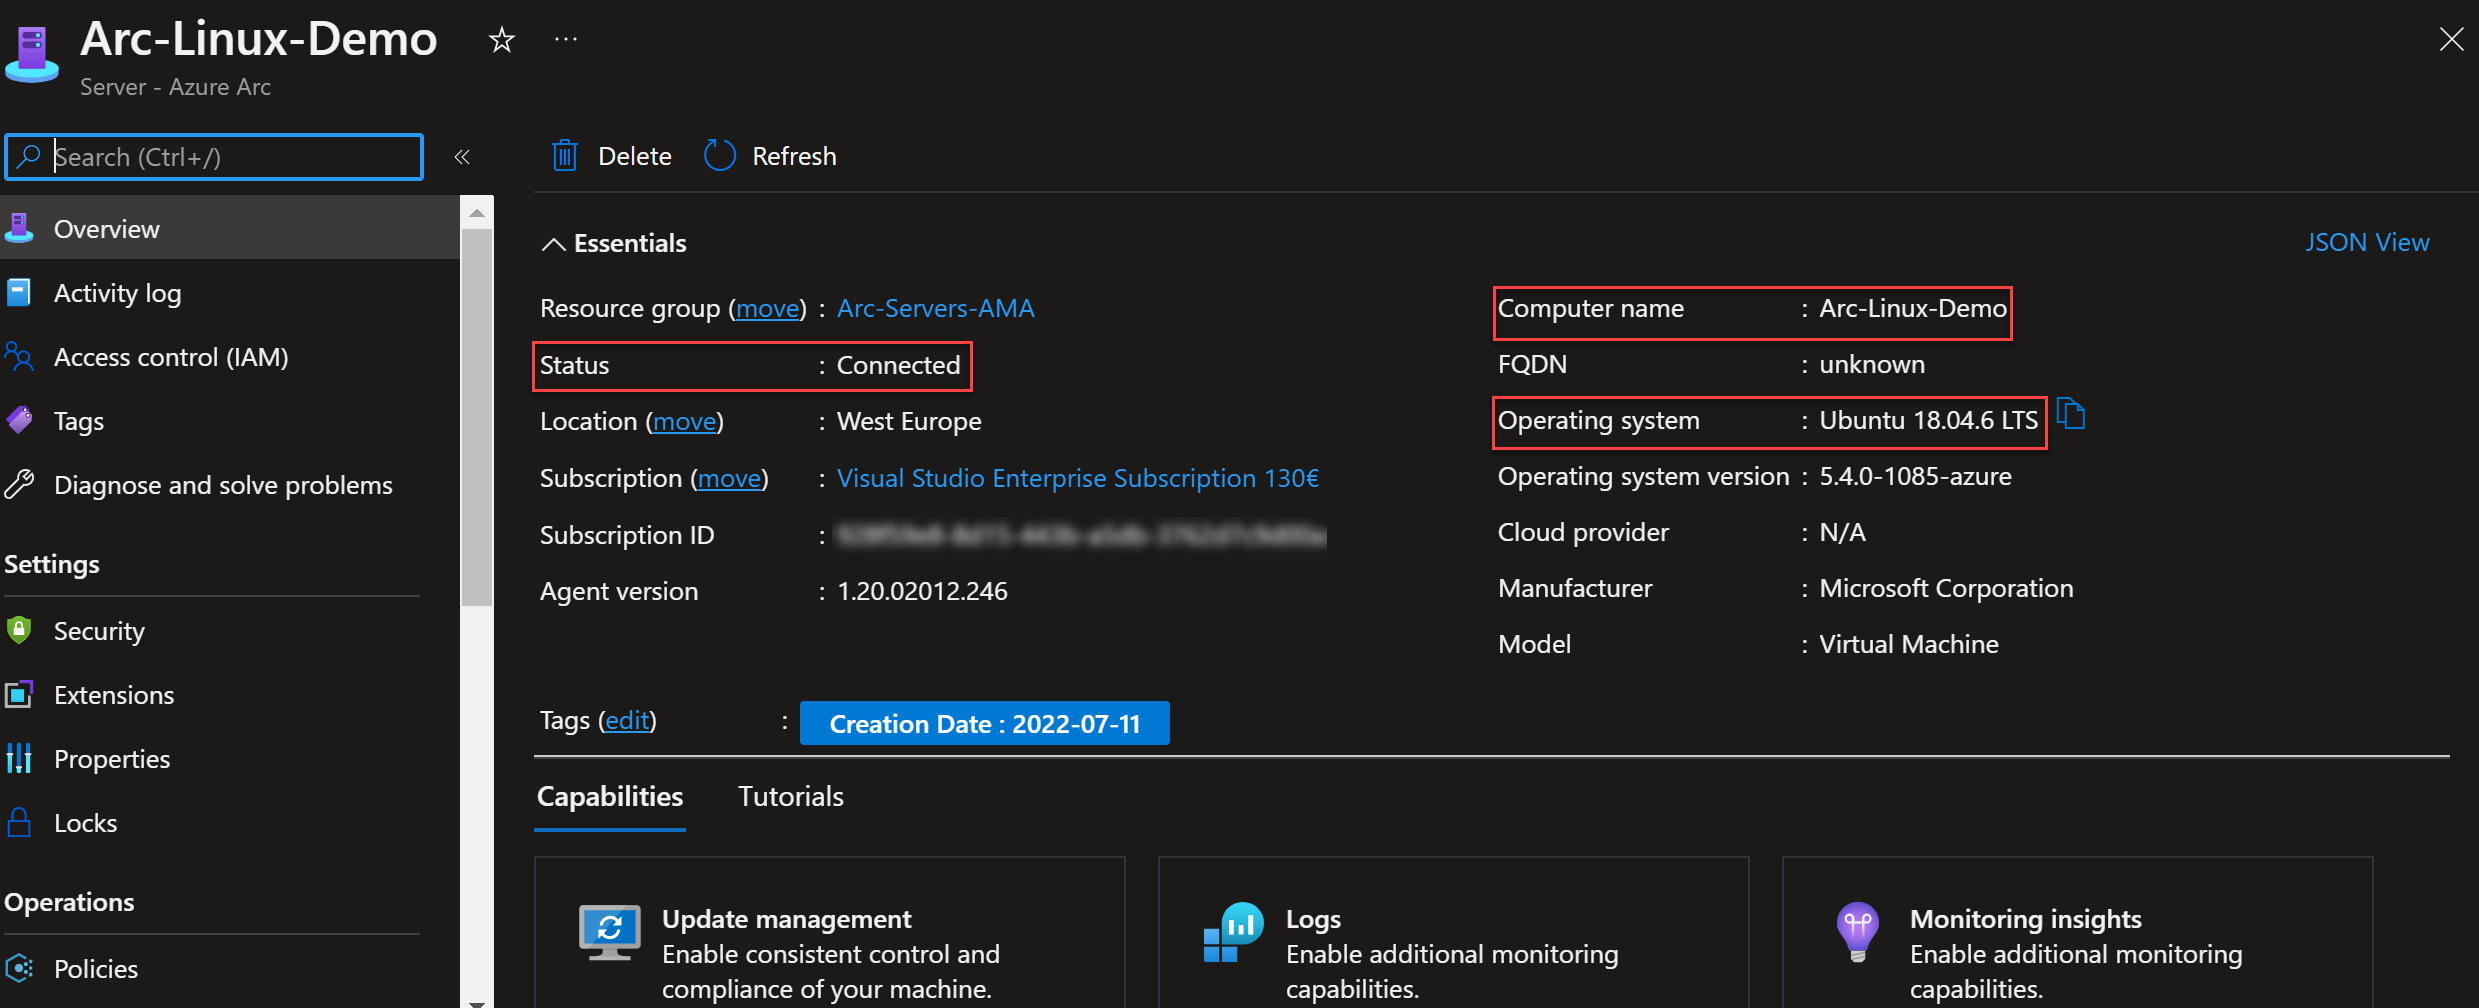 Arc-Linux-Demo
Server - Azure Arc
Search (Ctrl+/)
Overview
Activity log
Access control (IAM)
Tags
Diagnose and solve problems
Settings
Security
Extensions
Properties
Locks
Operations
Policies
Delete
Refresh
Essentials
JSON View
Resource group (move) : Arc-Servers-AMA
Status : Connected
Location (move) : West Europe
Subscription (move) : Visual Studio Enterprise Subscription 130€
Subscription ID :
Agent version : 1.20.02012.246
Computer name : Arc-Linux-Demo
FQDN : unknown
Operating system : Ubuntu 18.04.6 LTS
Operating system version : 5.4.0-1085-azure
Cloud provider : N/A
Manufacturer : Microsoft Corporation
Model : Virtual Machine
Tags (edit) : Creation Date : 2022-07-11
Capabilities
Tutorials
Update management
Enable consistent control and
compliance of your machine.
Logs
Enable additional monitoring
capabilities.
Monitoring insights
Enable additional monitoring
capabilities.